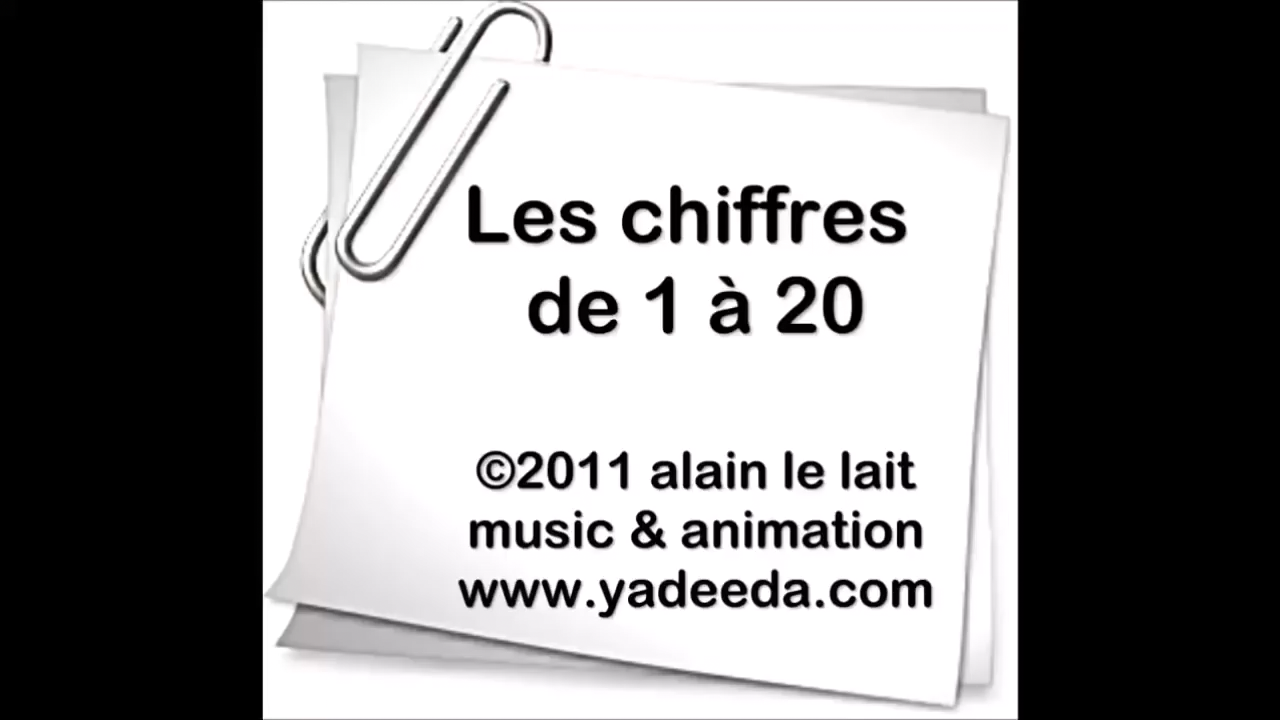 Les chiffres
de 1 à 20
©2011 alain le lait
music & animation
www.yadeeda.com